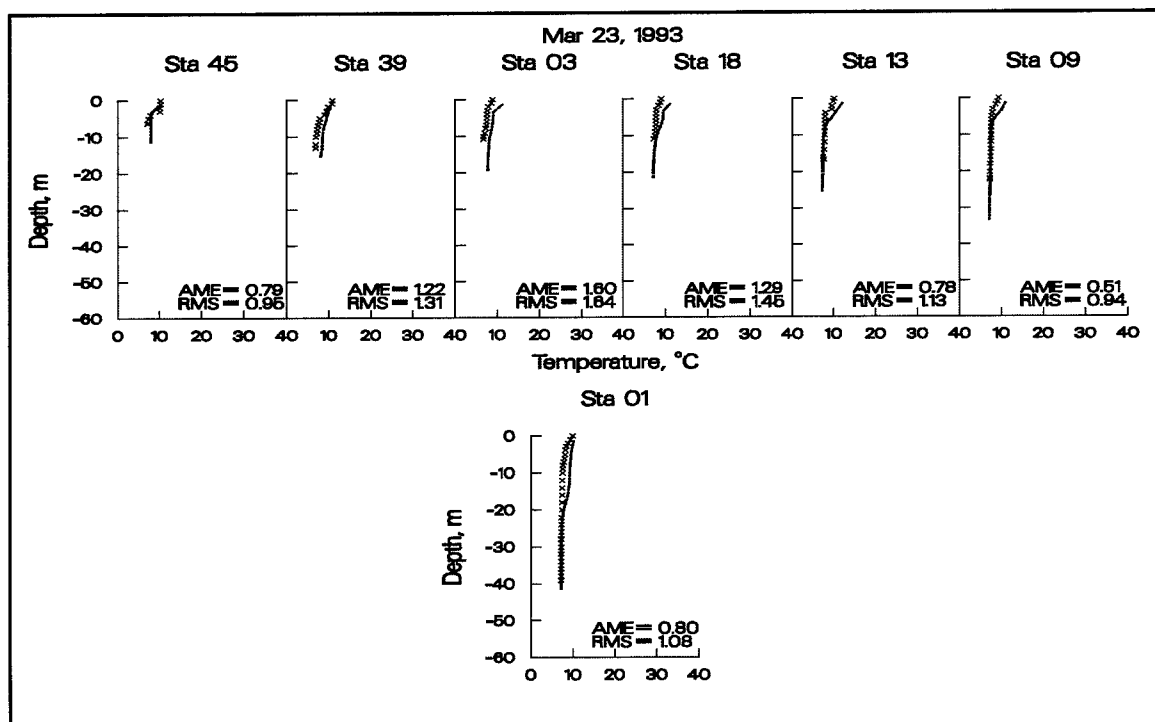 Mar 23, 1993
Sta 45 Sta 39 Sta 03 Sta 18 Sta 13 Sta 09
0
-10
-20
-30
-40
-50
-60
Depth, m
AME= 0.79
RMS= 0.95
AME= 1.22
RMS= 1.31
AME= 1.60
RMS= 1.64
AME= 1.29
RMS= 1.45
AME= 0.78
RMS= 1.13
AME= 0.51
RMS= 0.94
0 10 20 30 40 10 20 30 40 10 20 30 40 10 20 30 40 10 20 30 40 10 20 30 40
Temperature, °C
Sta 01
0
-10
-20
-30
-40
-50
-60
Depth, m
AME= 0.80
RMS= 1.08
0 10 20 30 40